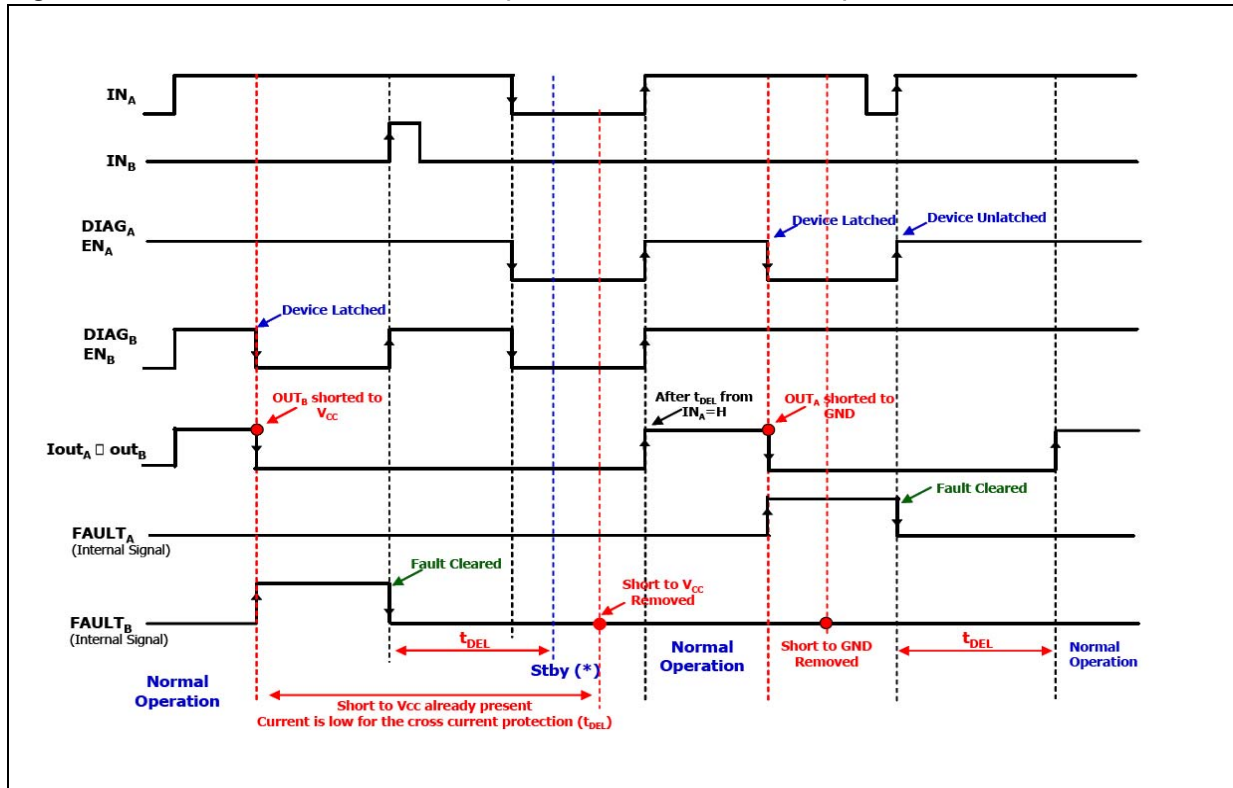 IN_A
IN_B
DIAG_A
EN_A
Device Latched
Device Unlatched
Device Latched
DIAG_B
EN_B
OUT_B shorted to
V_CC
After t_DEL from
IN_A=H
OUT_A shorted to
GND
Iout_A □ out_B
Fault Cleared
FAULT_A
(Internal Signal)
Fault Cleared
Short to V_CC
Removed
FAULT_B
(Internal Signal)
t_DEL
Stby (*)
Normal
Operation
Short to GND
Removed
t_DEL
Normal
Operation
Normal
Operation
Short to Vcc already present
Current is low for the cross current protection (t_DEL)